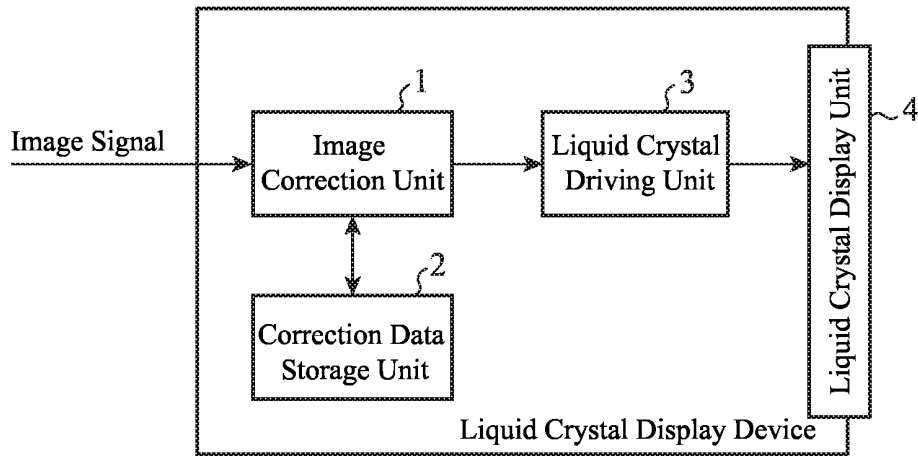 1
3
4
Image Signal
Image
Correction Unit
Liquid Crystal
Driving Unit
Liquid Crystal Display Unit
2
Correction Data
Storage Unit
Liquid Crystal Display Device